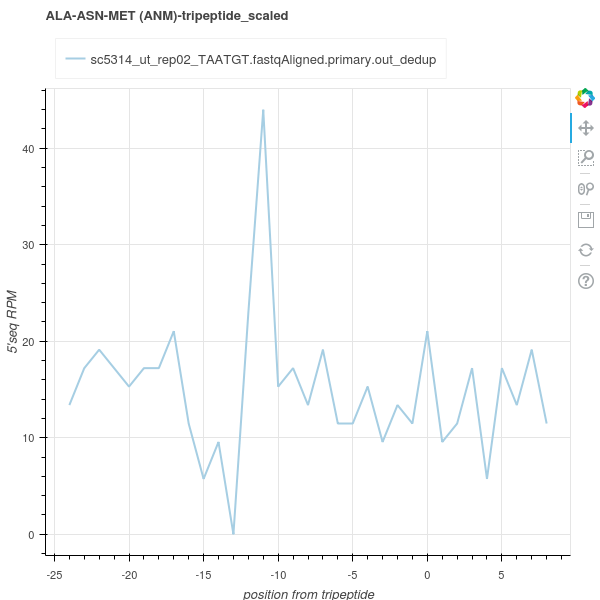 ALA-ASN-MET (ANM)-tripeptide_scaled
sc5314_ut_rep02_TAATGT.fastqAligned.primary.out_dedup
40
30
20
10
0
5'seq RPM
-25 -20 -15 -10 -5 0 5
position from tripeptide